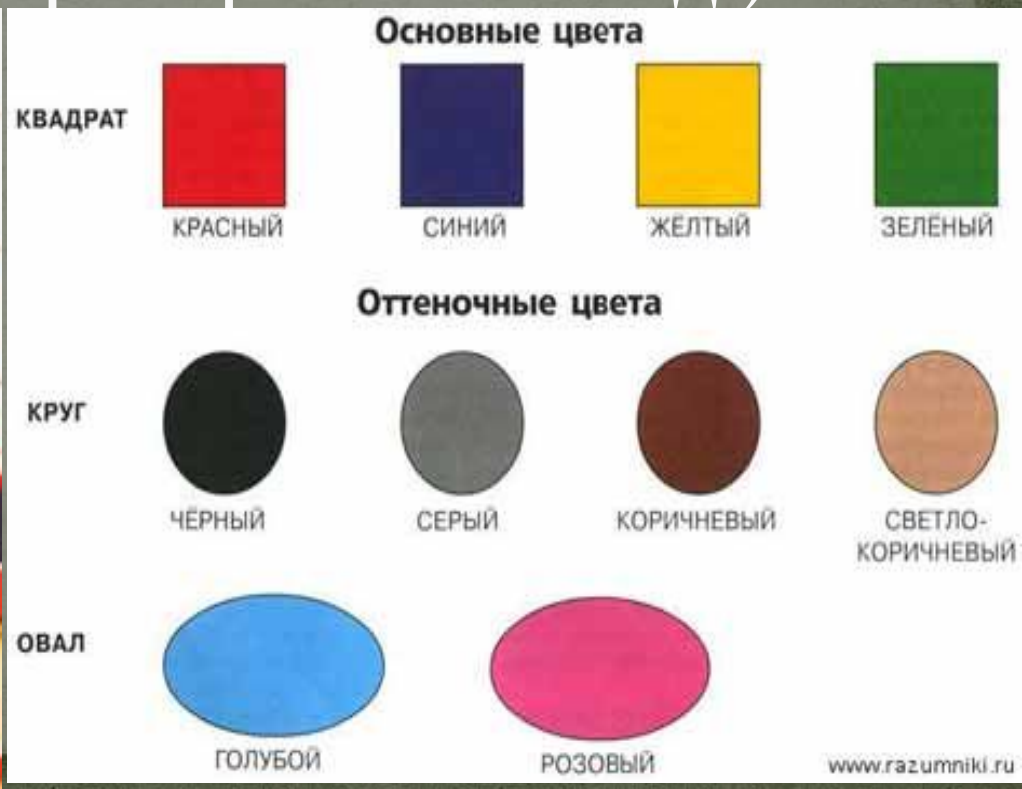 Основные цвета
КВАДРАТ
КРАСНЫЙ СИНИЙ ЖЁЛТЫЙ ЗЕЛЁНЫЙ
Оттеночные цвета
КРУГ
ЧЁРНЫЙ СЕРЫЙ КОРИЧНЕВЫЙ СВЕТЛО-
КОРИЧНЕВЫЙ
ОВАЛ
ГОЛУБОЙ РОЗОВЫЙ
www.razumniki.ru